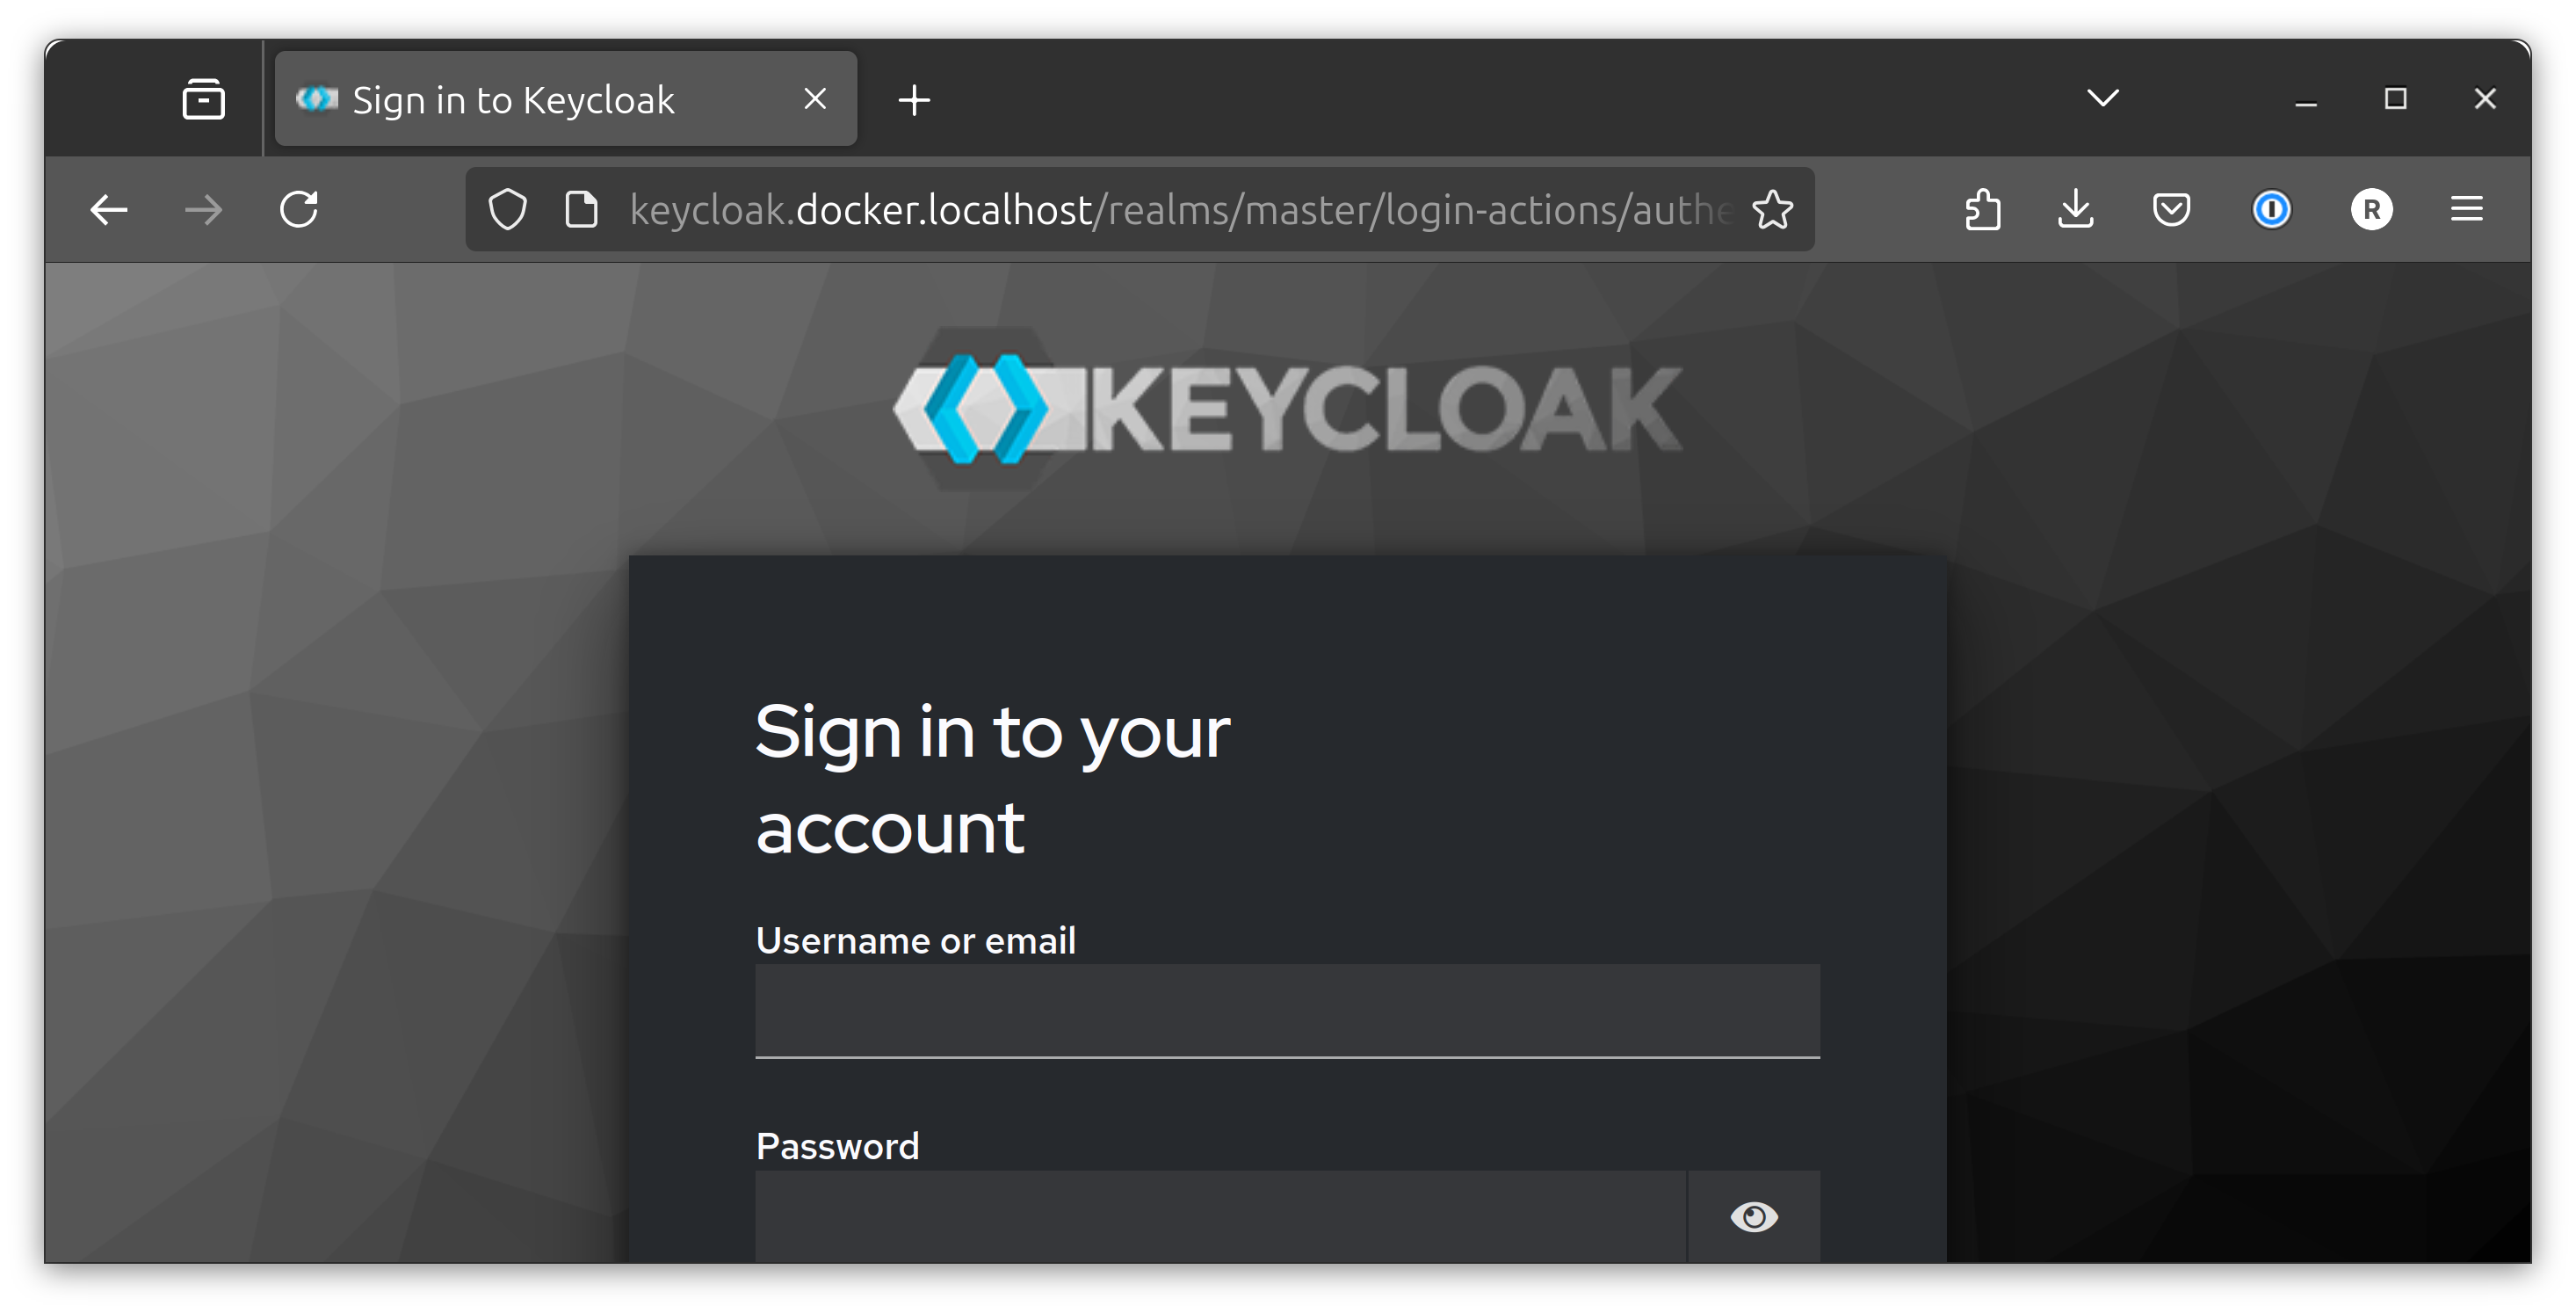 Sign in to Keycloak
keycloak.docker.localhost/realms/master/login-actions/authe
R
KEYCLOAK
Sign in to your
account
Username or email
Password